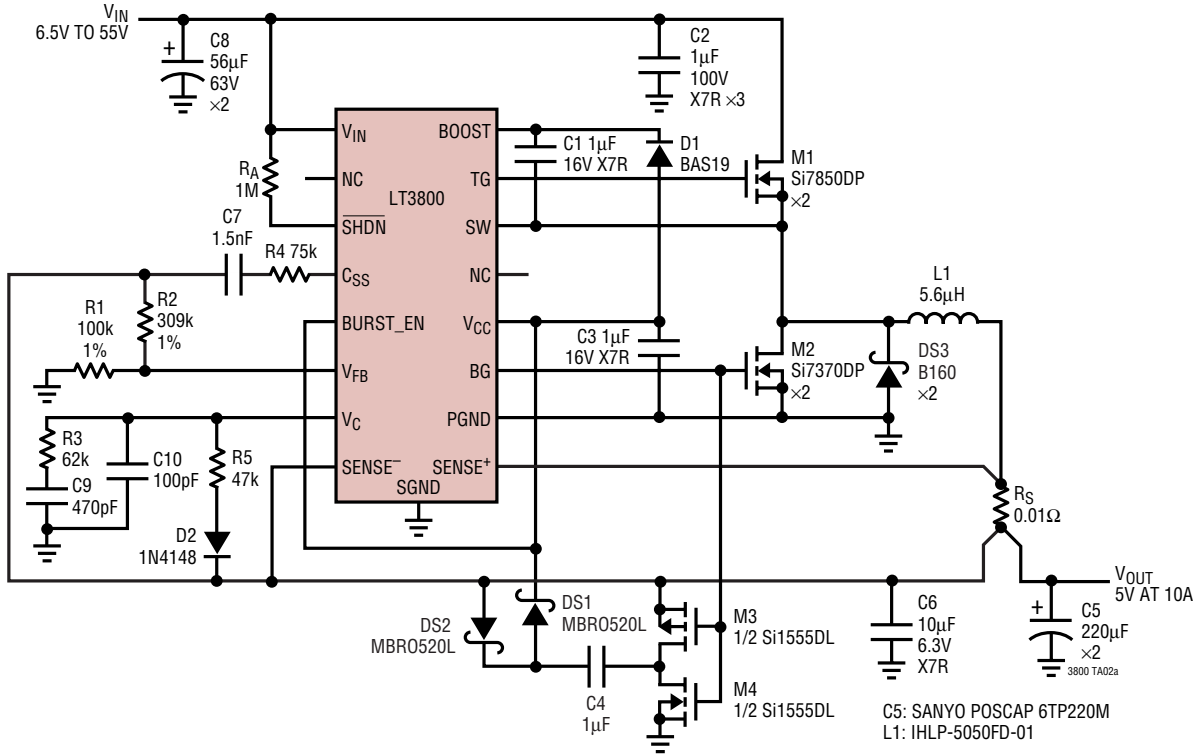 VIN
6.5V TO 55V
+
C8
56µF
63V
×2
C2
1µF
100V
X7R ×3
RA
1M
VIN
NC
SHDN
CSS
BURST_EN
VFB
VC
SENSE–
SGND
LT3800
BOOST
TG
SW
NC
VCC
BG
PGND
SENSE+
C1 1µF
16V X7R
D1
BAS19
M1
Si7850DP
×2
C7
1.5nF
R4 75k
R1
100k
1%
R2
309k
1%
C3 1µF
16V X7R
M2
Si7370DP
×2
L1
5.6µH
DS3
B160
×2
R3
62k
C9
470pF
C10
100pF
R5
47k
D2
1N4148
RS
0.01Ω
VOUT
5V AT 10A
DS2
MBRO520L
DS1
MBRO520L
C4
1µF
M3
1/2 Si1555DL
M4
1/2 Si1555DL
C6
10µF
6.3V
X7R
+
C5
220µF
×2
3800 TA02a
C5: SANYO POSCAP 6TP220M
L1: IHLP-5050FD-01